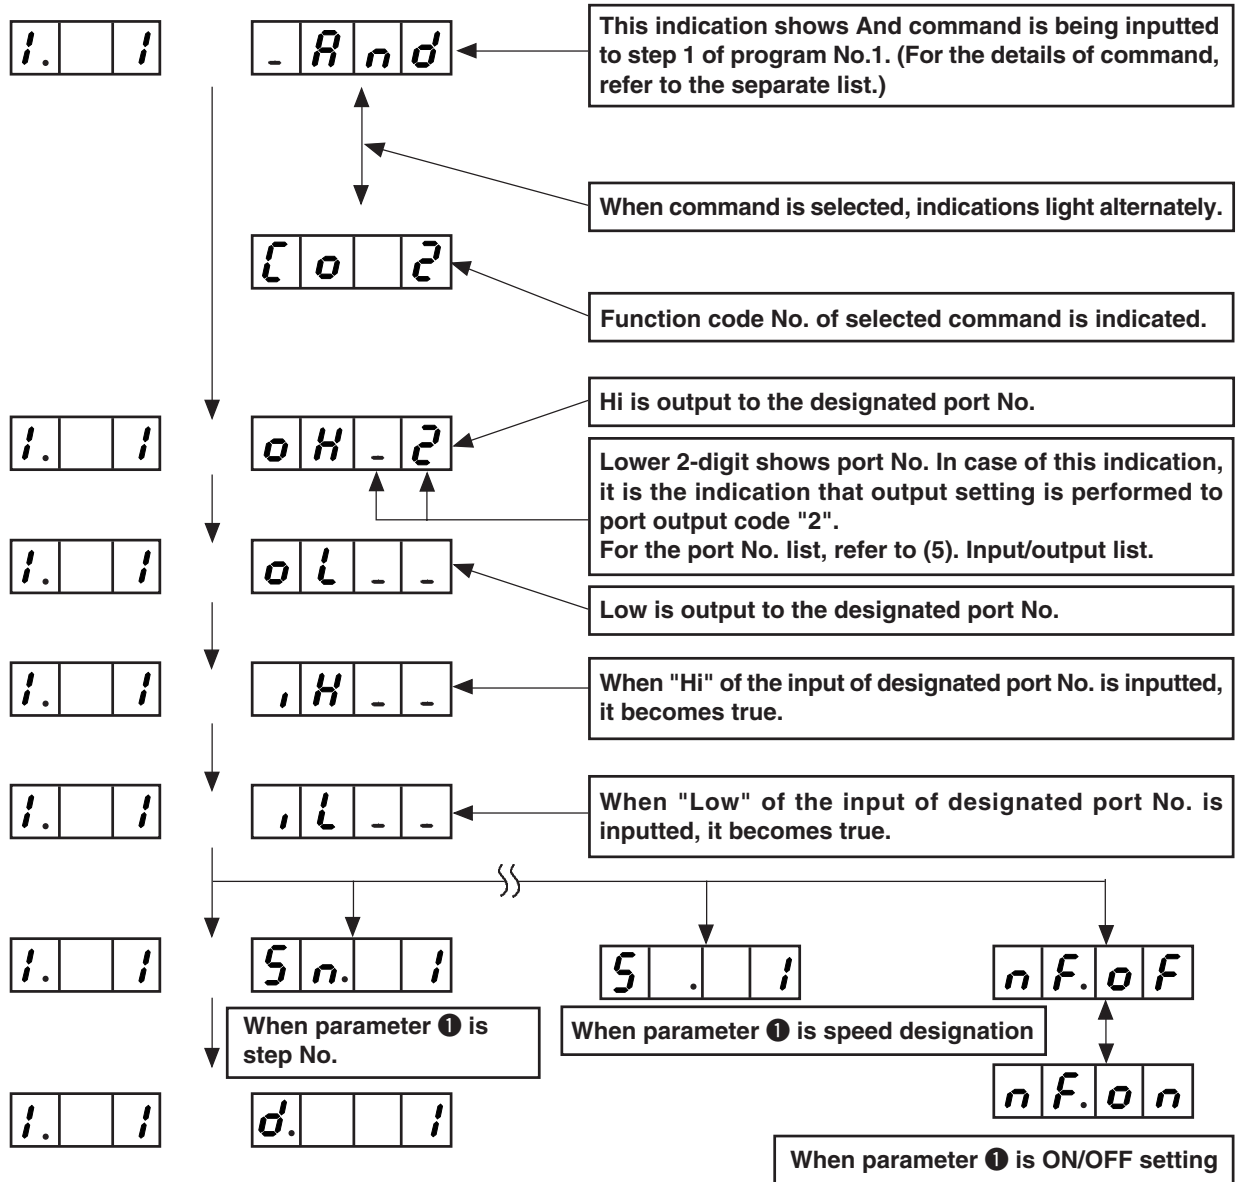 1. 1 _And
This indication shows And command is being inputted
to step 1 of program No.1. (For the details of command,
refer to the separate list.)
When command is selected, indications light alternately.
Co 2
Function code No. of selected command is indicated.
Hi is output to the designated port No.
1. 1 oH_2
Lower 2-digit shows port No. In case of this indication,
it is the indication that output setting is performed to
port output code "2".
For the port No. list, refer to (5). Input/output list.
1. 1 oL__
Low is output to the designated port No.
1. 1 iH__
When "Hi" of the input of designated port No. is inputted,
it becomes true.
1. 1 iL__
When "Low" of the input of designated port No. is
inputted, it becomes true.
1. 1 Sn. 1 S . 1 nF.oF
When parameter ❶ is
step No.
When parameter ❶ is speed designation
nF.on
1. 1 d. 1
When parameter ❶ is ON/OFF setting